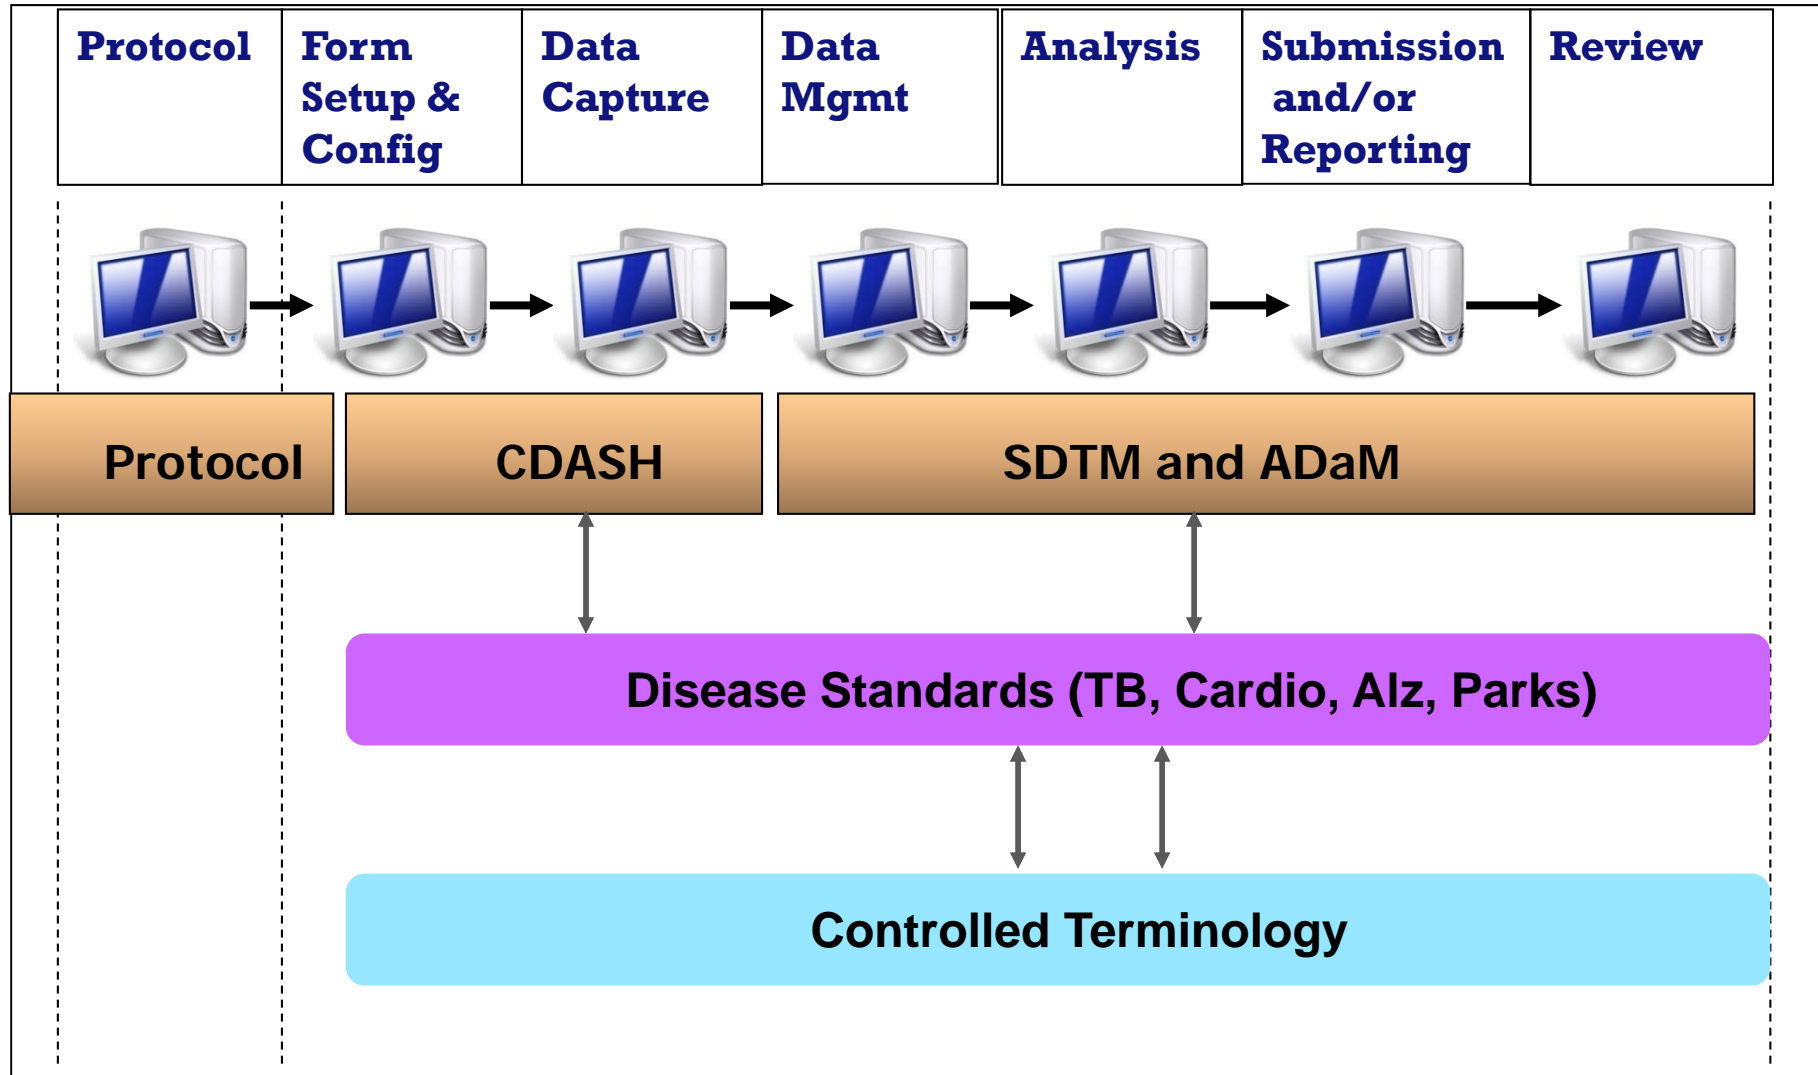 Protocol
Form
Setup &
Config
Data
Capture
Data
Mgmt
Analysis
Submission
and/or
Reporting
Review
Protocol
CDASH
SDTM and ADaM
Disease Standards (TB, Cardio, Alz, Parks)
Controlled Terminology